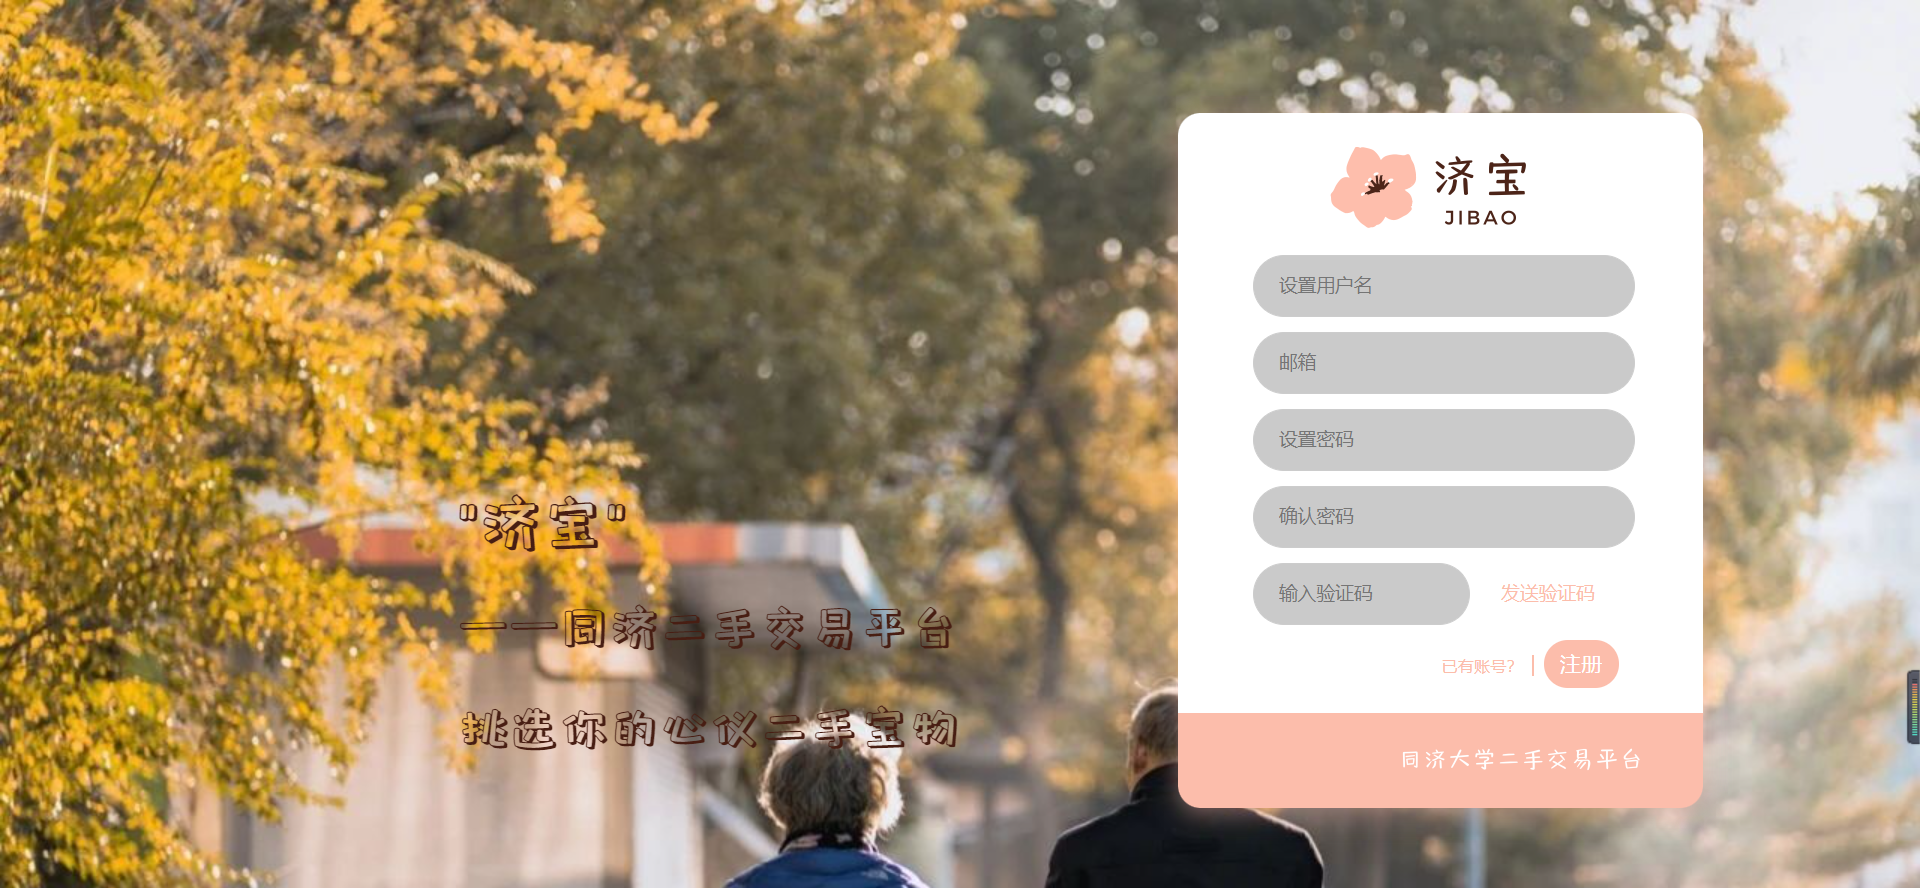 "济宝"
——同济二手交易平台
挑选你的心仪二手宝物
济宝
JIBAO
设置用户名
邮箱
设置密码
确认密码
输入验证码 发送验证码
已有账号? | 注册
同济大学二手交易平台